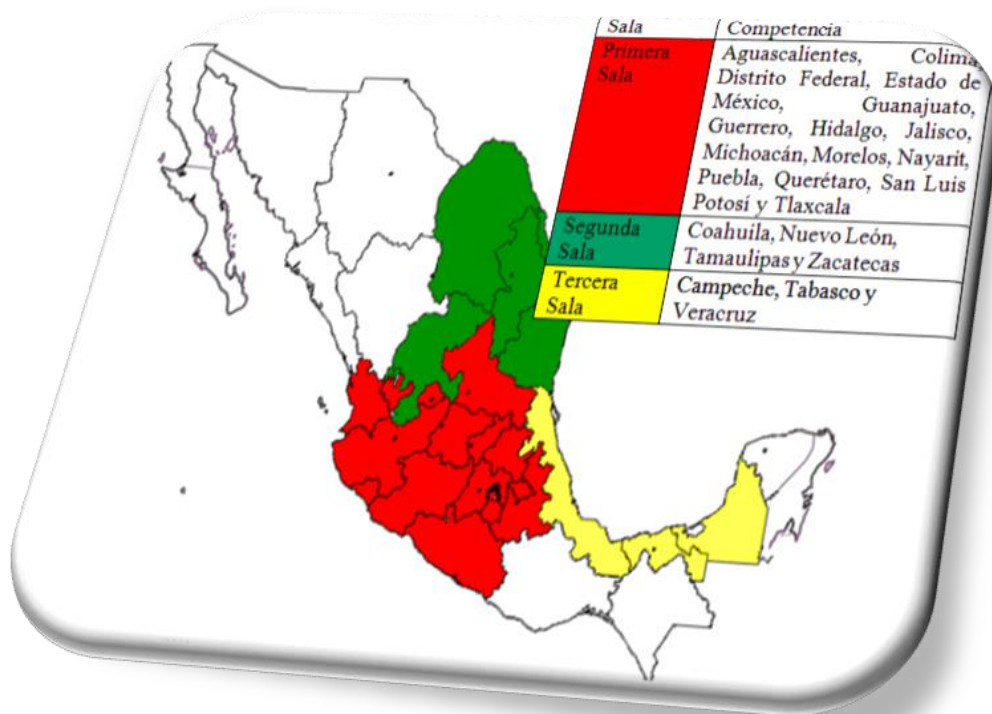 Sala Competencia
Primera Sala Aguascalientes, Colima,
Distrito Federal, Estado de
México, Guanajuato,
Guerrero, Hidalgo, Jalisco,
Michoacán, Morelos, Nayarit,
Puebla, Querétaro, San Luis
Potosí y Tlaxcala
Segunda Sala Coahuila, Nuevo León,
Tamaulipas y Zacatecas
Tercera Sala Campeche, Tabasco y
Veracruz